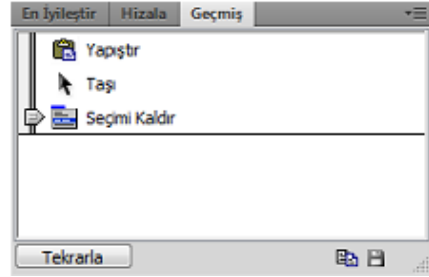 En İyileştir Hizala Geçmiş
Yapıştır
Taşı
Seçimi Kaldır
Tekrarla